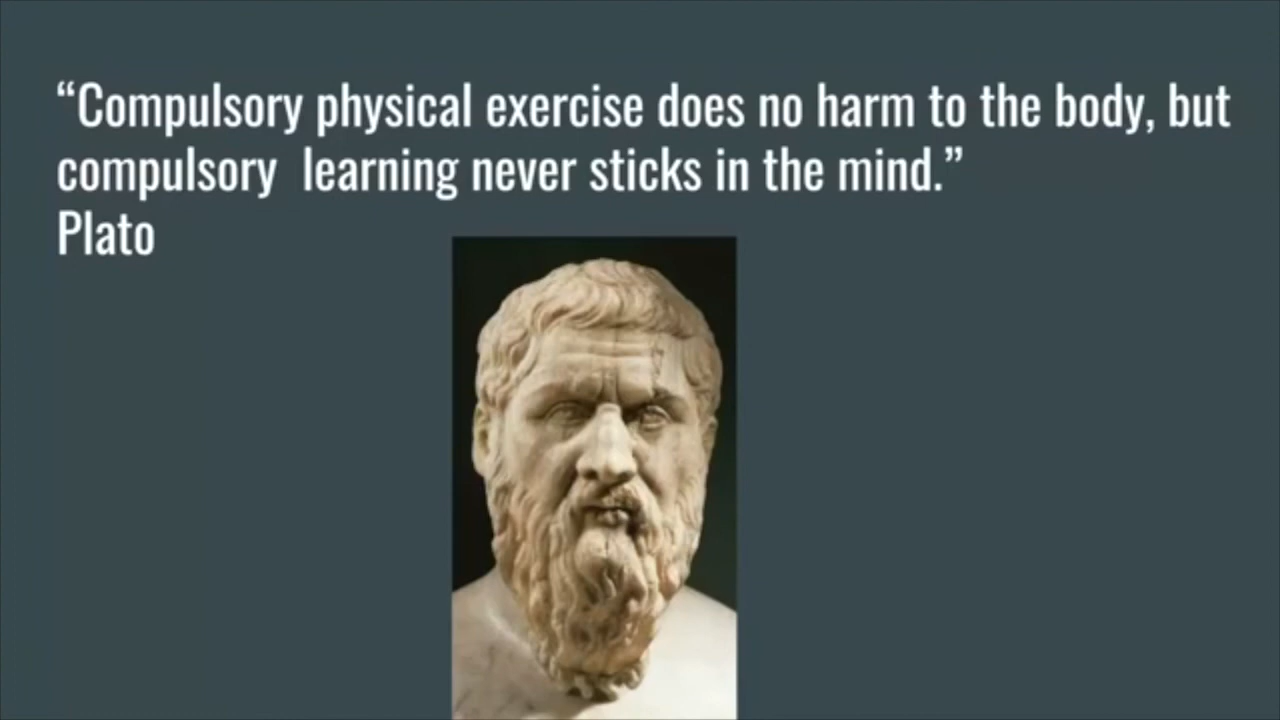 “Compulsory physical exercise does no harm to the body, but
compulsory  learning never sticks in the mind.”
Plato